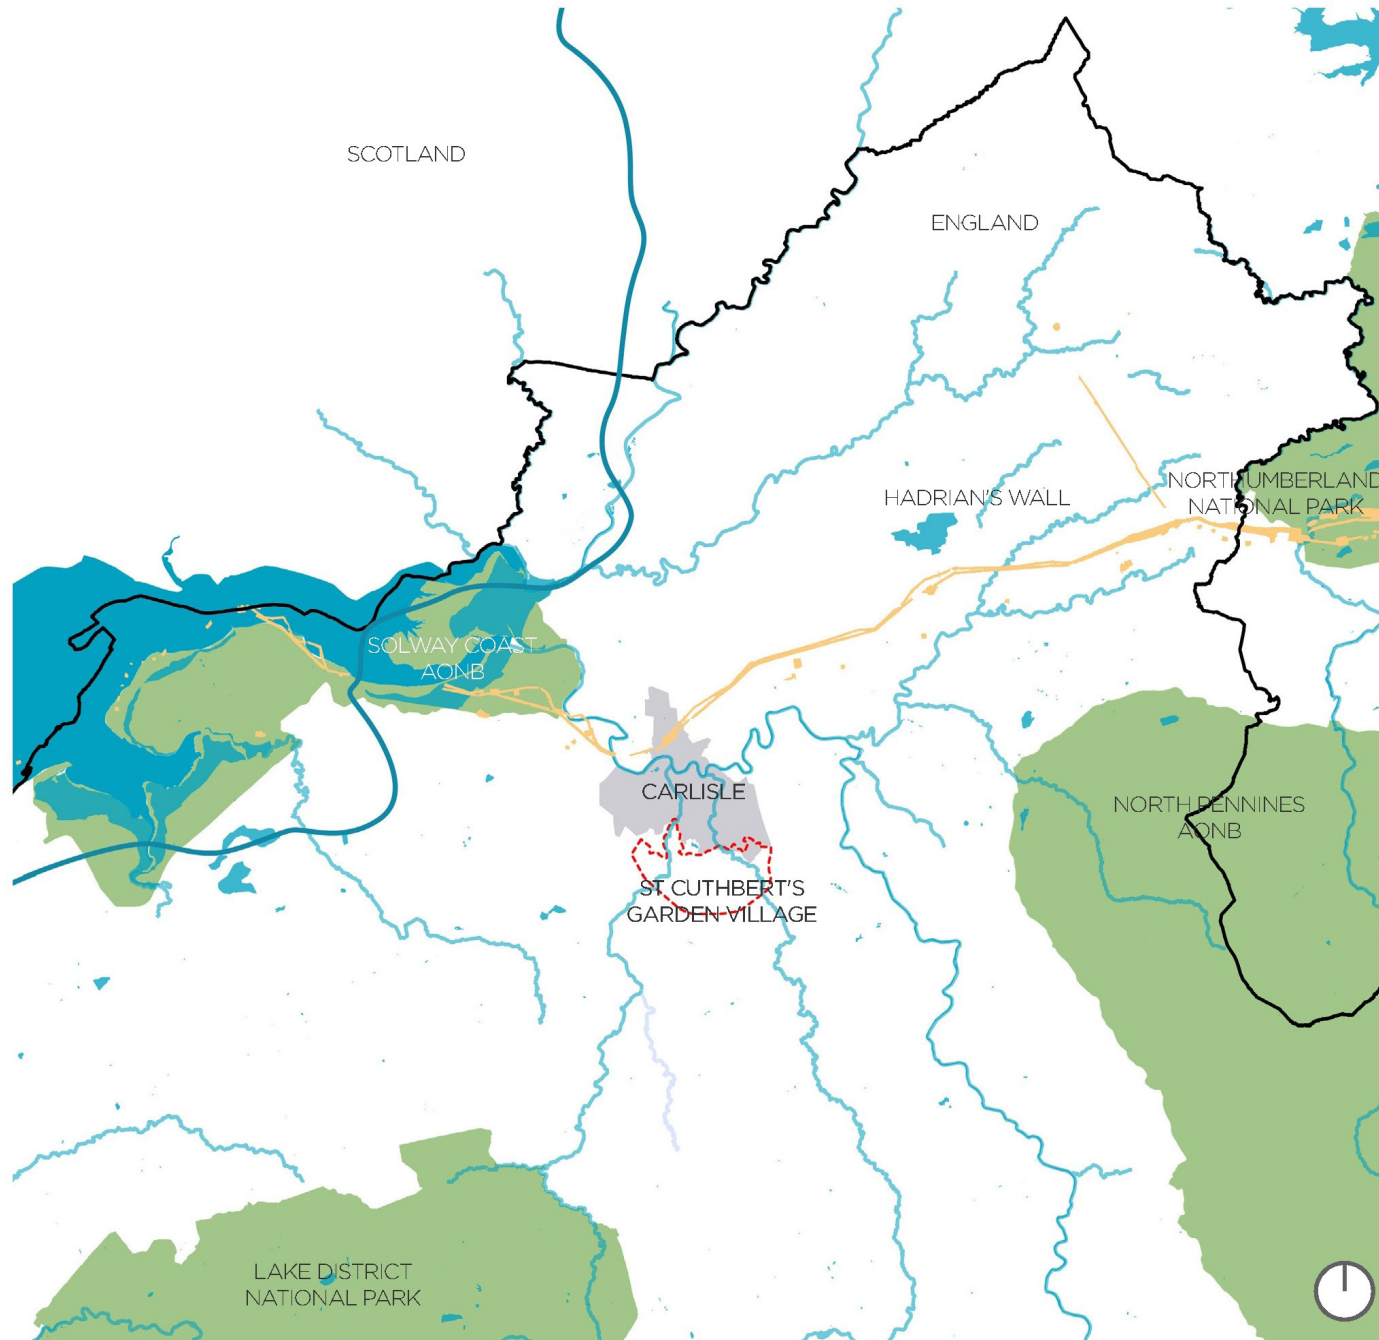 SCOTLAND
ENGLAND
HADRIAN'S WALL
NORTHUMBERLAND
NATIONAL PARK
SOLWAY COAST
AONB
CARLISLE
NORTH PENNINES
AONB
ST CUTHBERT'S
GARDEN VILLAGE
LAKE DISTRICT
NATIONAL PARK